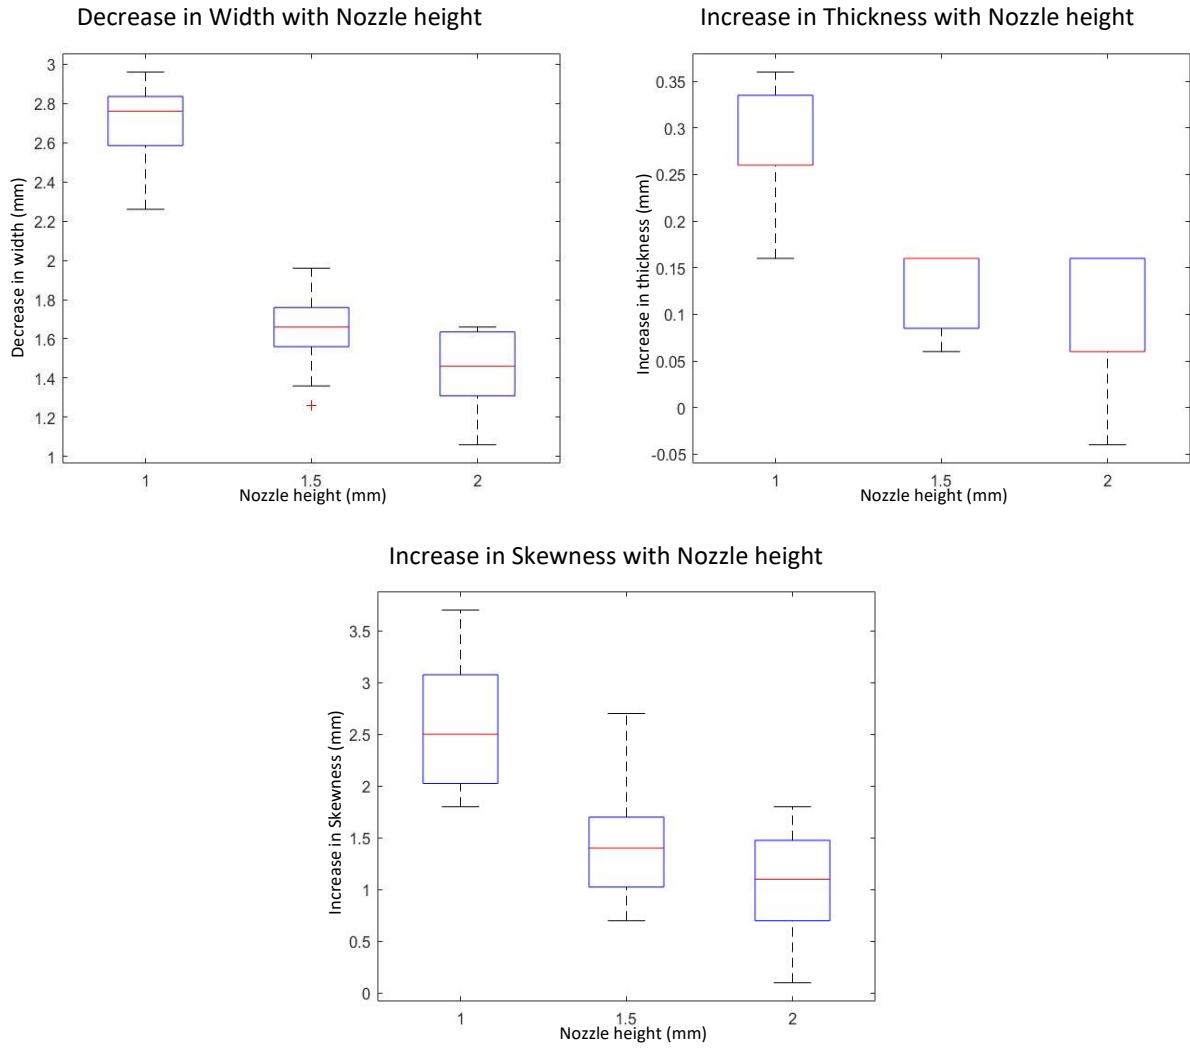 Decrease in Width with Nozzle height
3
2.8
2.6
2.4
2.2
2
1.8
1.6
1.4
1.2
1
Decrease in width (mm)
1 1.5 2
Nozzle height (mm)
Increase in Thickness with Nozzle height
0.35
0.3
0.25
0.2
0.15
0.1
0.05
0
-0.05
Increase in thickness (mm)
1 1.5 2
Nozzle height (mm)
Increase in Skewness with Nozzle height
3.5
3
2.5
2
1.5
1
0.5
0
Increase in Skewness (mm)
1 1.5 2
Nozzle height (mm)